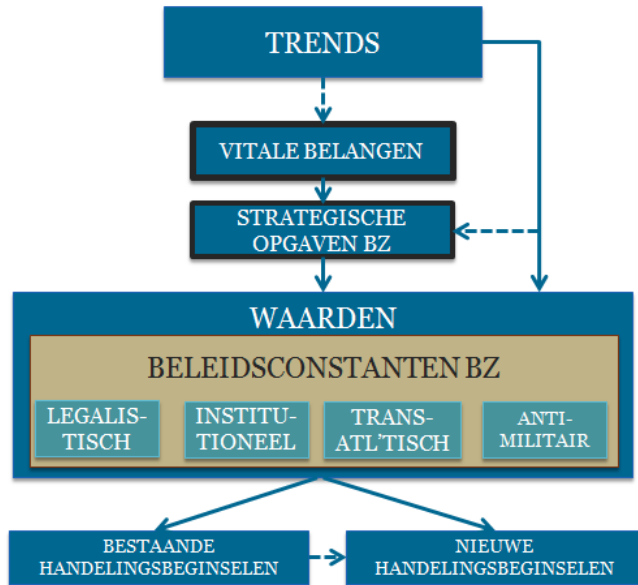 TRENDS
VITALE BELANGEN
STRATEGISCHE
OPGAVEN BZ
WAARDEN
BELEIDSCONSTANTEN BZ
LEGALIS-
TISCH
INSTITU-
TIONEEL
TRANS-
ATL’TISCH
ANTI-
MILITAIR
BESTAANDE
HANDELINGSBEGINSELEN
NIEUWE
HANDELINGSBEGINSELEN